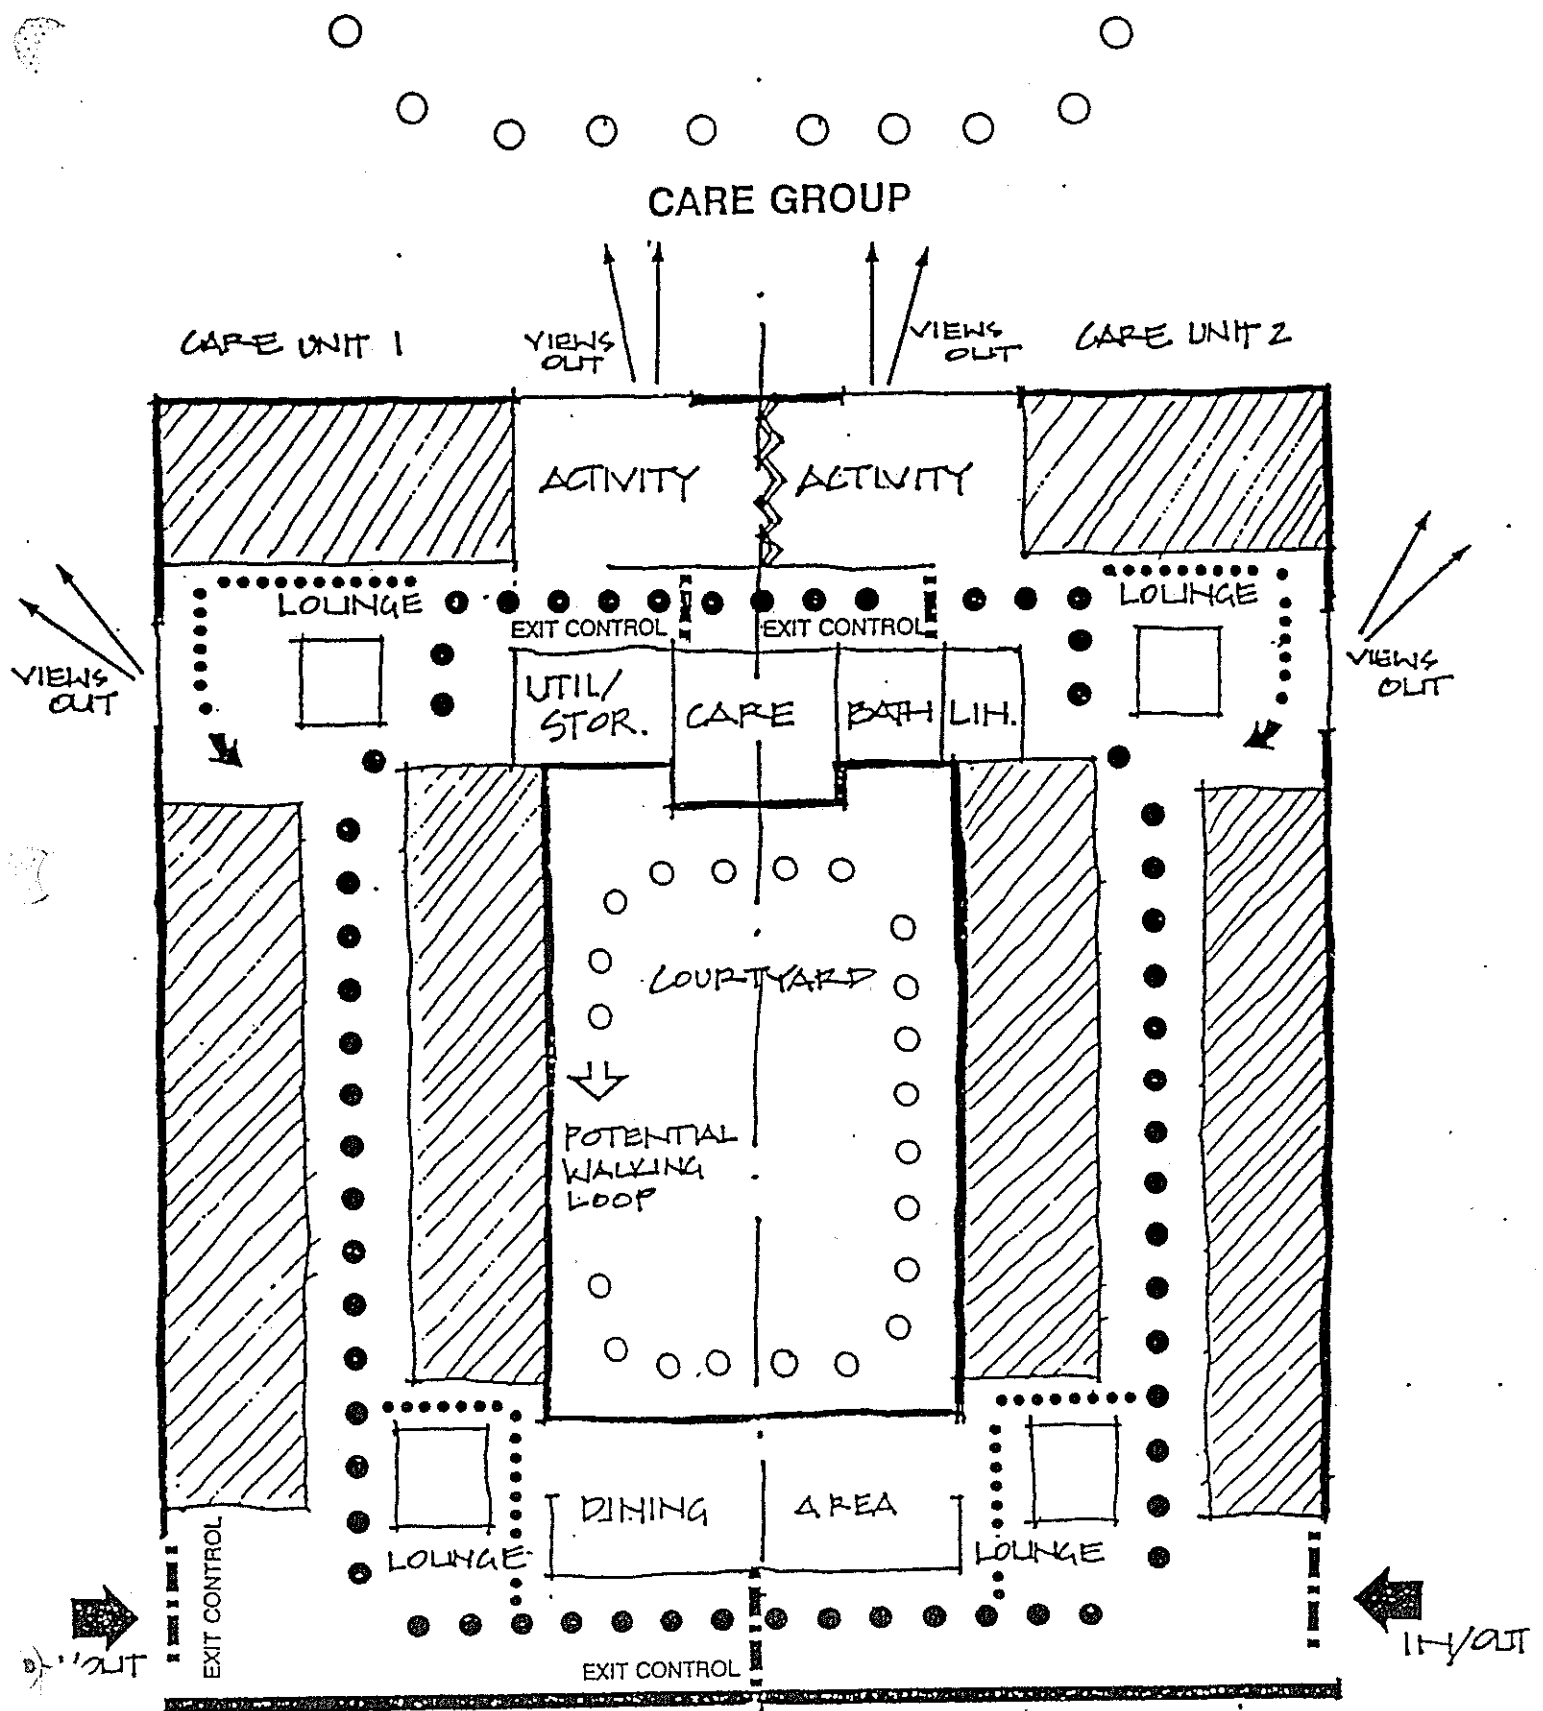 CARE GROUP
CARE UNIT 1
VIEWS
OUT
VIEWS
OUT
CARE UNIT 2
ACTIVITY
ACTIVITY
LOUNGE
LOUNGE
EXIT CONTROL
EXIT CONTROL
VIEWS
OUT
UTIL/
STOR.
CARE
BATH
LIN.
VIEWS
OUT
COURTYARD
POTENTIAL
WALKING
LOOP
DINING AREA
LOUNGE
LOUNGE
EXIT CONTROL
OUT
IN/OUT
EXIT CONTROL